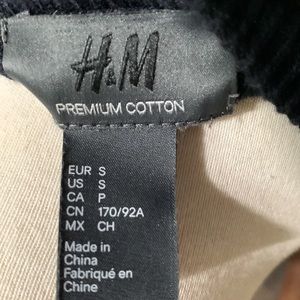 H&M
PREMIUM COTTON
EUR S
US S
CA P
CN 170/92A
MX CH
Made in
China
Fabriqué en
Chine